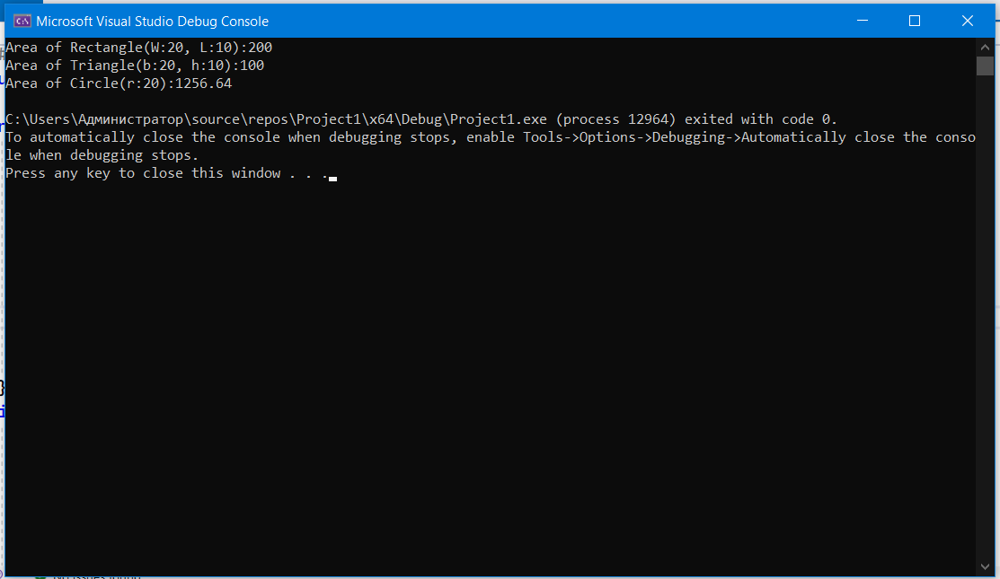 Microsoft Visual Studio Debug Console
Area of Rectangle(W:20, L:10):200
Area of Triangle(b:20, h:10):100
Area of Circle(r:20):1256.64
C:\Users\Администратор\source\repos\Project1\x64\Debug\Project1.exe (process 12964) exited with code 0.
To automatically close the console when debugging stops, enable Tools->Options->Debugging->Automatically close the conso
le when debugging stops.
Press any key to close this window . . .